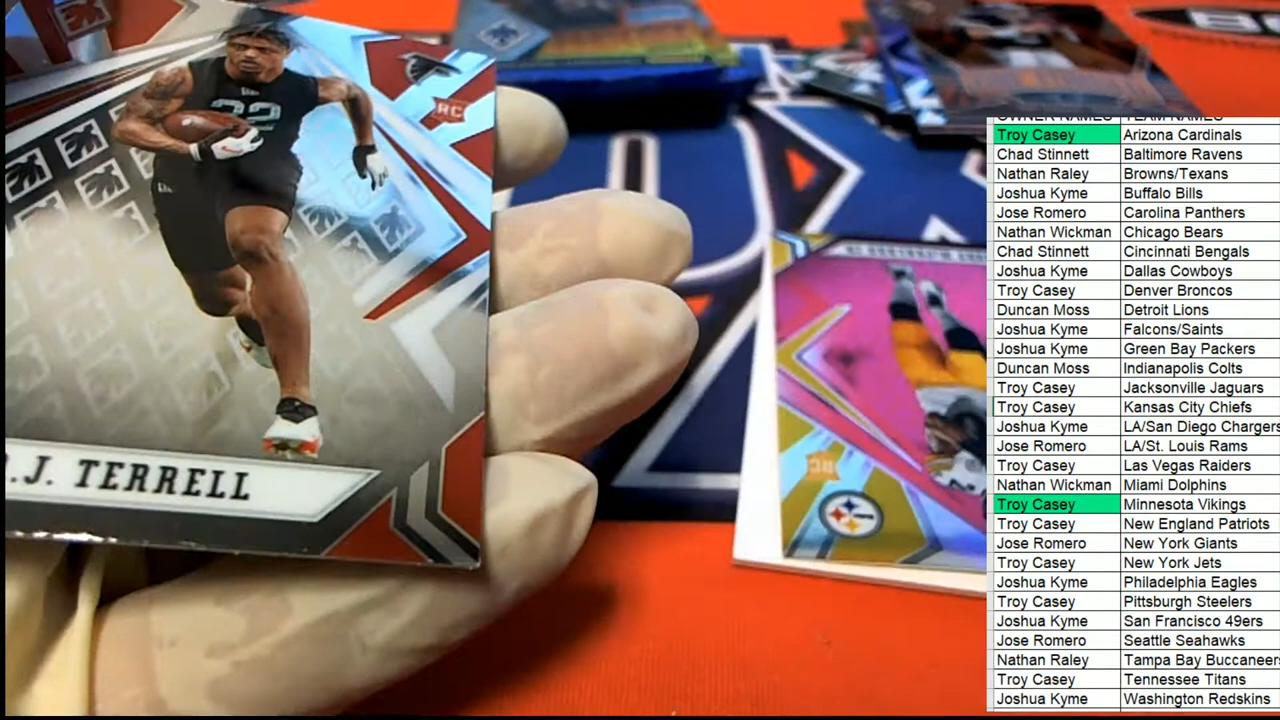 22
RC
.J. TERRELL
OWNER NAMES TEAM NAMES
Troy Casey Arizona Cardinals
Chad Stinnett Baltimore Ravens
Nathan Raley Browns/Texans
Joshua Kyme Buffalo Bills
Jose Romero Carolina Panthers
Nathan Wickman Chicago Bears
Chad Stinnett Cincinnati Bengals
Joshua Kyme Dallas Cowboys
Troy Casey Denver Broncos
Duncan Moss Detroit Lions
Joshua Kyme Falcons/Saints
Joshua Kyme Green Bay Packers
Duncan Moss Indianapolis Colts
Troy Casey Jacksonville Jaguars
Troy Casey Kansas City Chiefs
Joshua Kyme LA/San Diego Chargers
Jose Romero LA/St. Louis Rams
Troy Casey Las Vegas Raiders
Nathan Wickman Miami Dolphins
Troy Casey Minnesota Vikings
Troy Casey New England Patriots
Jose Romero New York Giants
Troy Casey New York Jets
Joshua Kyme Philadelphia Eagles
Troy Casey Pittsburgh Steelers
Joshua Kyme San Francisco 49ers
Jose Romero Seattle Seahawks
Nathan Raley Tampa Bay Buccaneers
Troy Casey Tennessee Titans
Joshua Kyme Washington Redskins